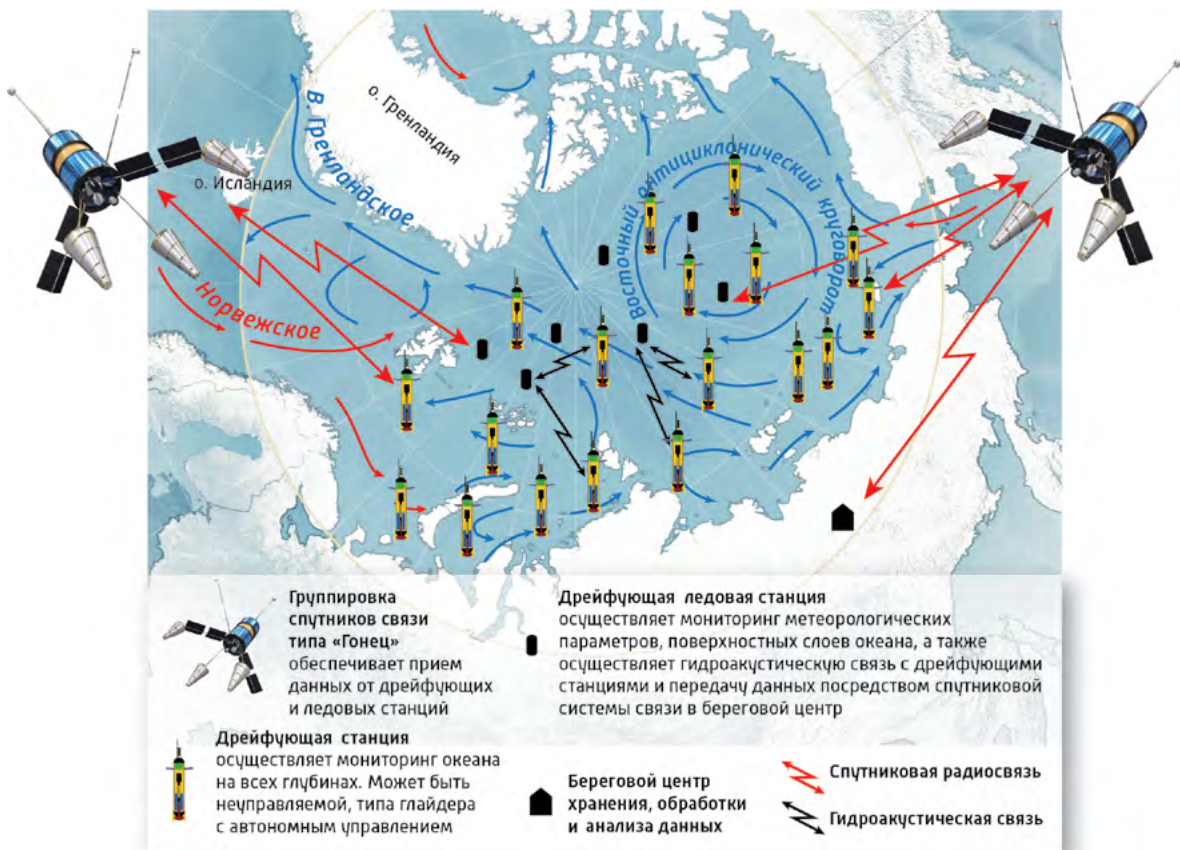 о. Гренландия
В. Гренландское
о. Исландия
Норвежское
Восточный антициклонический круговорот
Группировка
спутников связи
типа «Гонец»
обеспечивает прием
данных от дрейфующих
и ледовых станций
Дрейфующая ледовая станция
осуществляет мониторинг метеорологических
параметров, поверхностных слоев океана, а также
осуществляет гидроакустическую связь с дрейфующими
станциями и передачу данных посредством спутниковой
системы связи в береговой центр
Дрейфующая станция
осуществляет мониторинг океана
на всех глубинах. Может быть
неуправляемой, типа глайдера
с автономным управлением
Береговой центр
хранения, обработки
и анализа данных
Спутниковая радиосвязь
Гидроакустическая связь